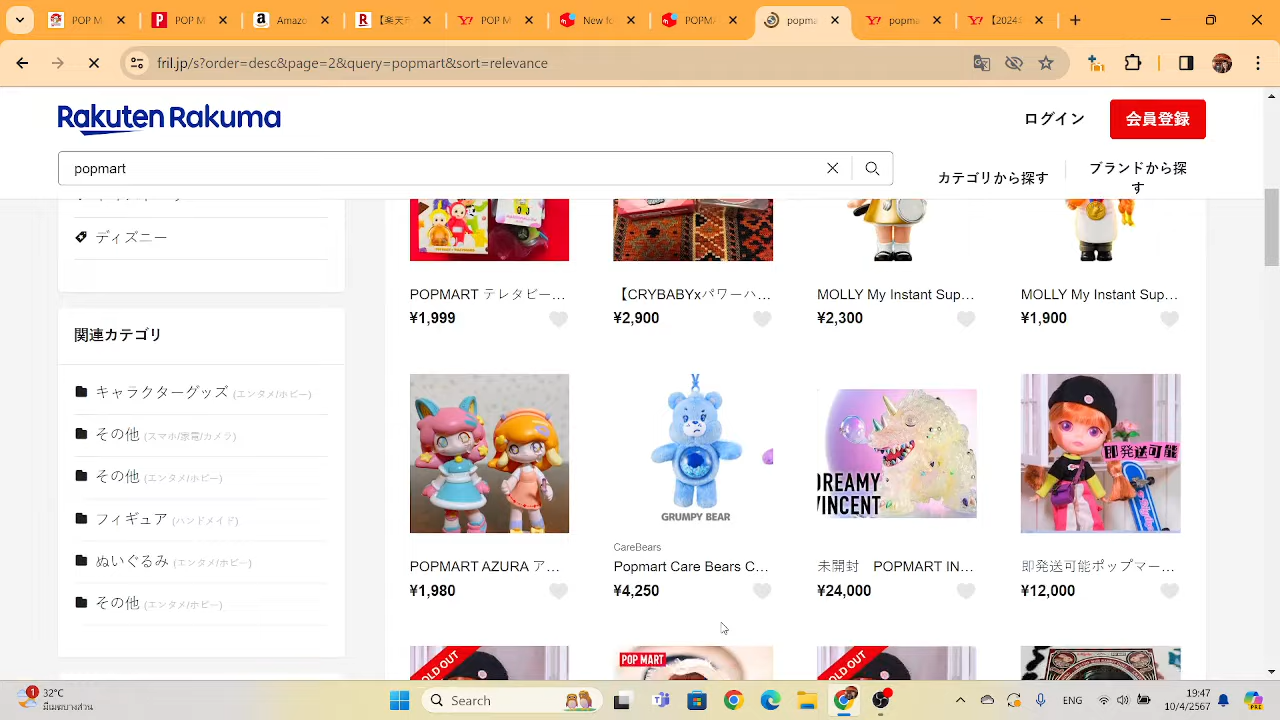 POP M
POP M
Amazo
【楽天市
POP M
New fo
POPMA
popma
popma
【2024年
fril.jp/s?order=desc&page=2&query=popmart&sort=relevance
Rakuten Rakuma
ログイン
会員登録
popmart
カテゴリから探す
ブランドから探
す
ディズニー
関連カテゴリ
キャラクターグッズ (エンタメ/ホビー)
その他 (スマホ/家電/カメラ)
その他 (エンタメ/ホビー)
フィギュア (ハンドメイド)
ぬいぐるみ (エンタメ/ホビー)
その他 (エンタメ/ホビー)
POPMART テレタビー...
¥1,999
【CRYBABYxパワーハ...
¥2,900
MOLLY My Instant Sup...
¥2,300
MOLLY My Instant Sup...
¥1,900
GRUMPY BEAR
DREAMY
VINCENT
即発送可能
POPMART AZURA ア...
¥1,980
CareBears
Popmart Care Bears C...
¥4,250
未開封 POPMART IN...
¥24,000
即発送可能ポップマー...
¥12,000
SOLD OUT
POP MART
SOLD OUT
1
32°C
Search
ENG
19:47
10/4/2567
PRE